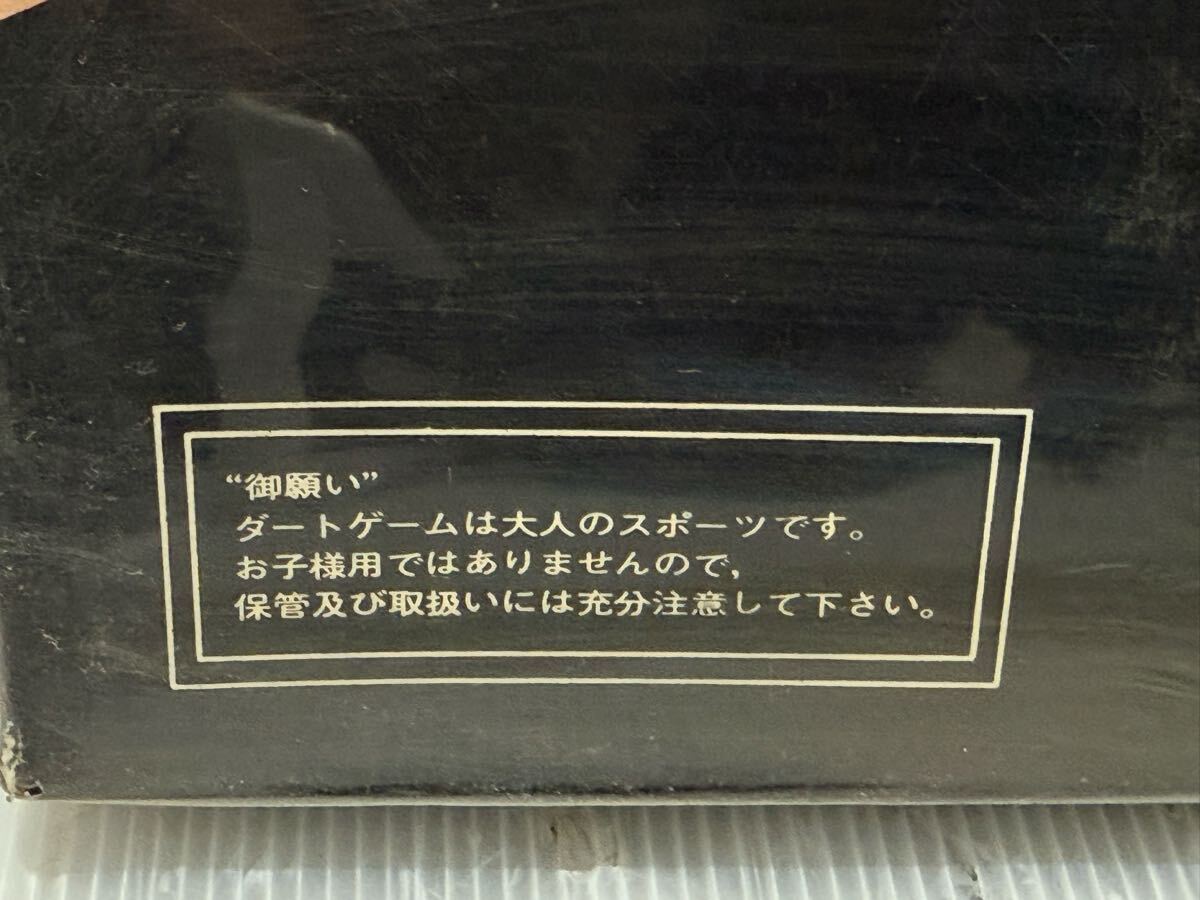 “御願い”
ダートゲームは大人のスポーツです。
お子様用ではありませんので,
保管及び取扱いには充分注意して下さい。